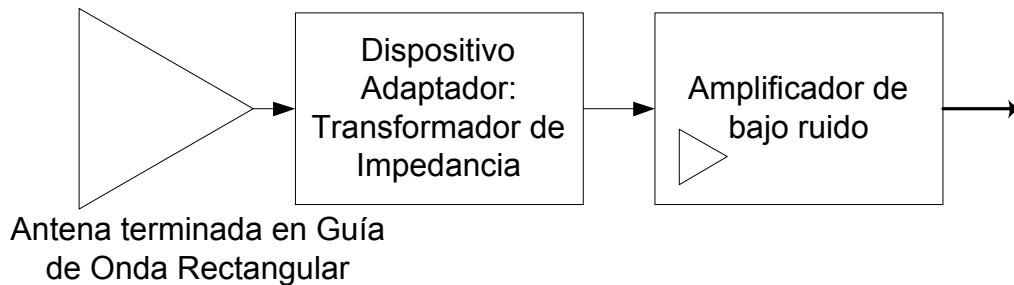 Dispositivo
Adaptador:
Transformador de
Impedancia
Amplificador de
bajo ruido
Antena terminada en Guía
de Onda Rectangular